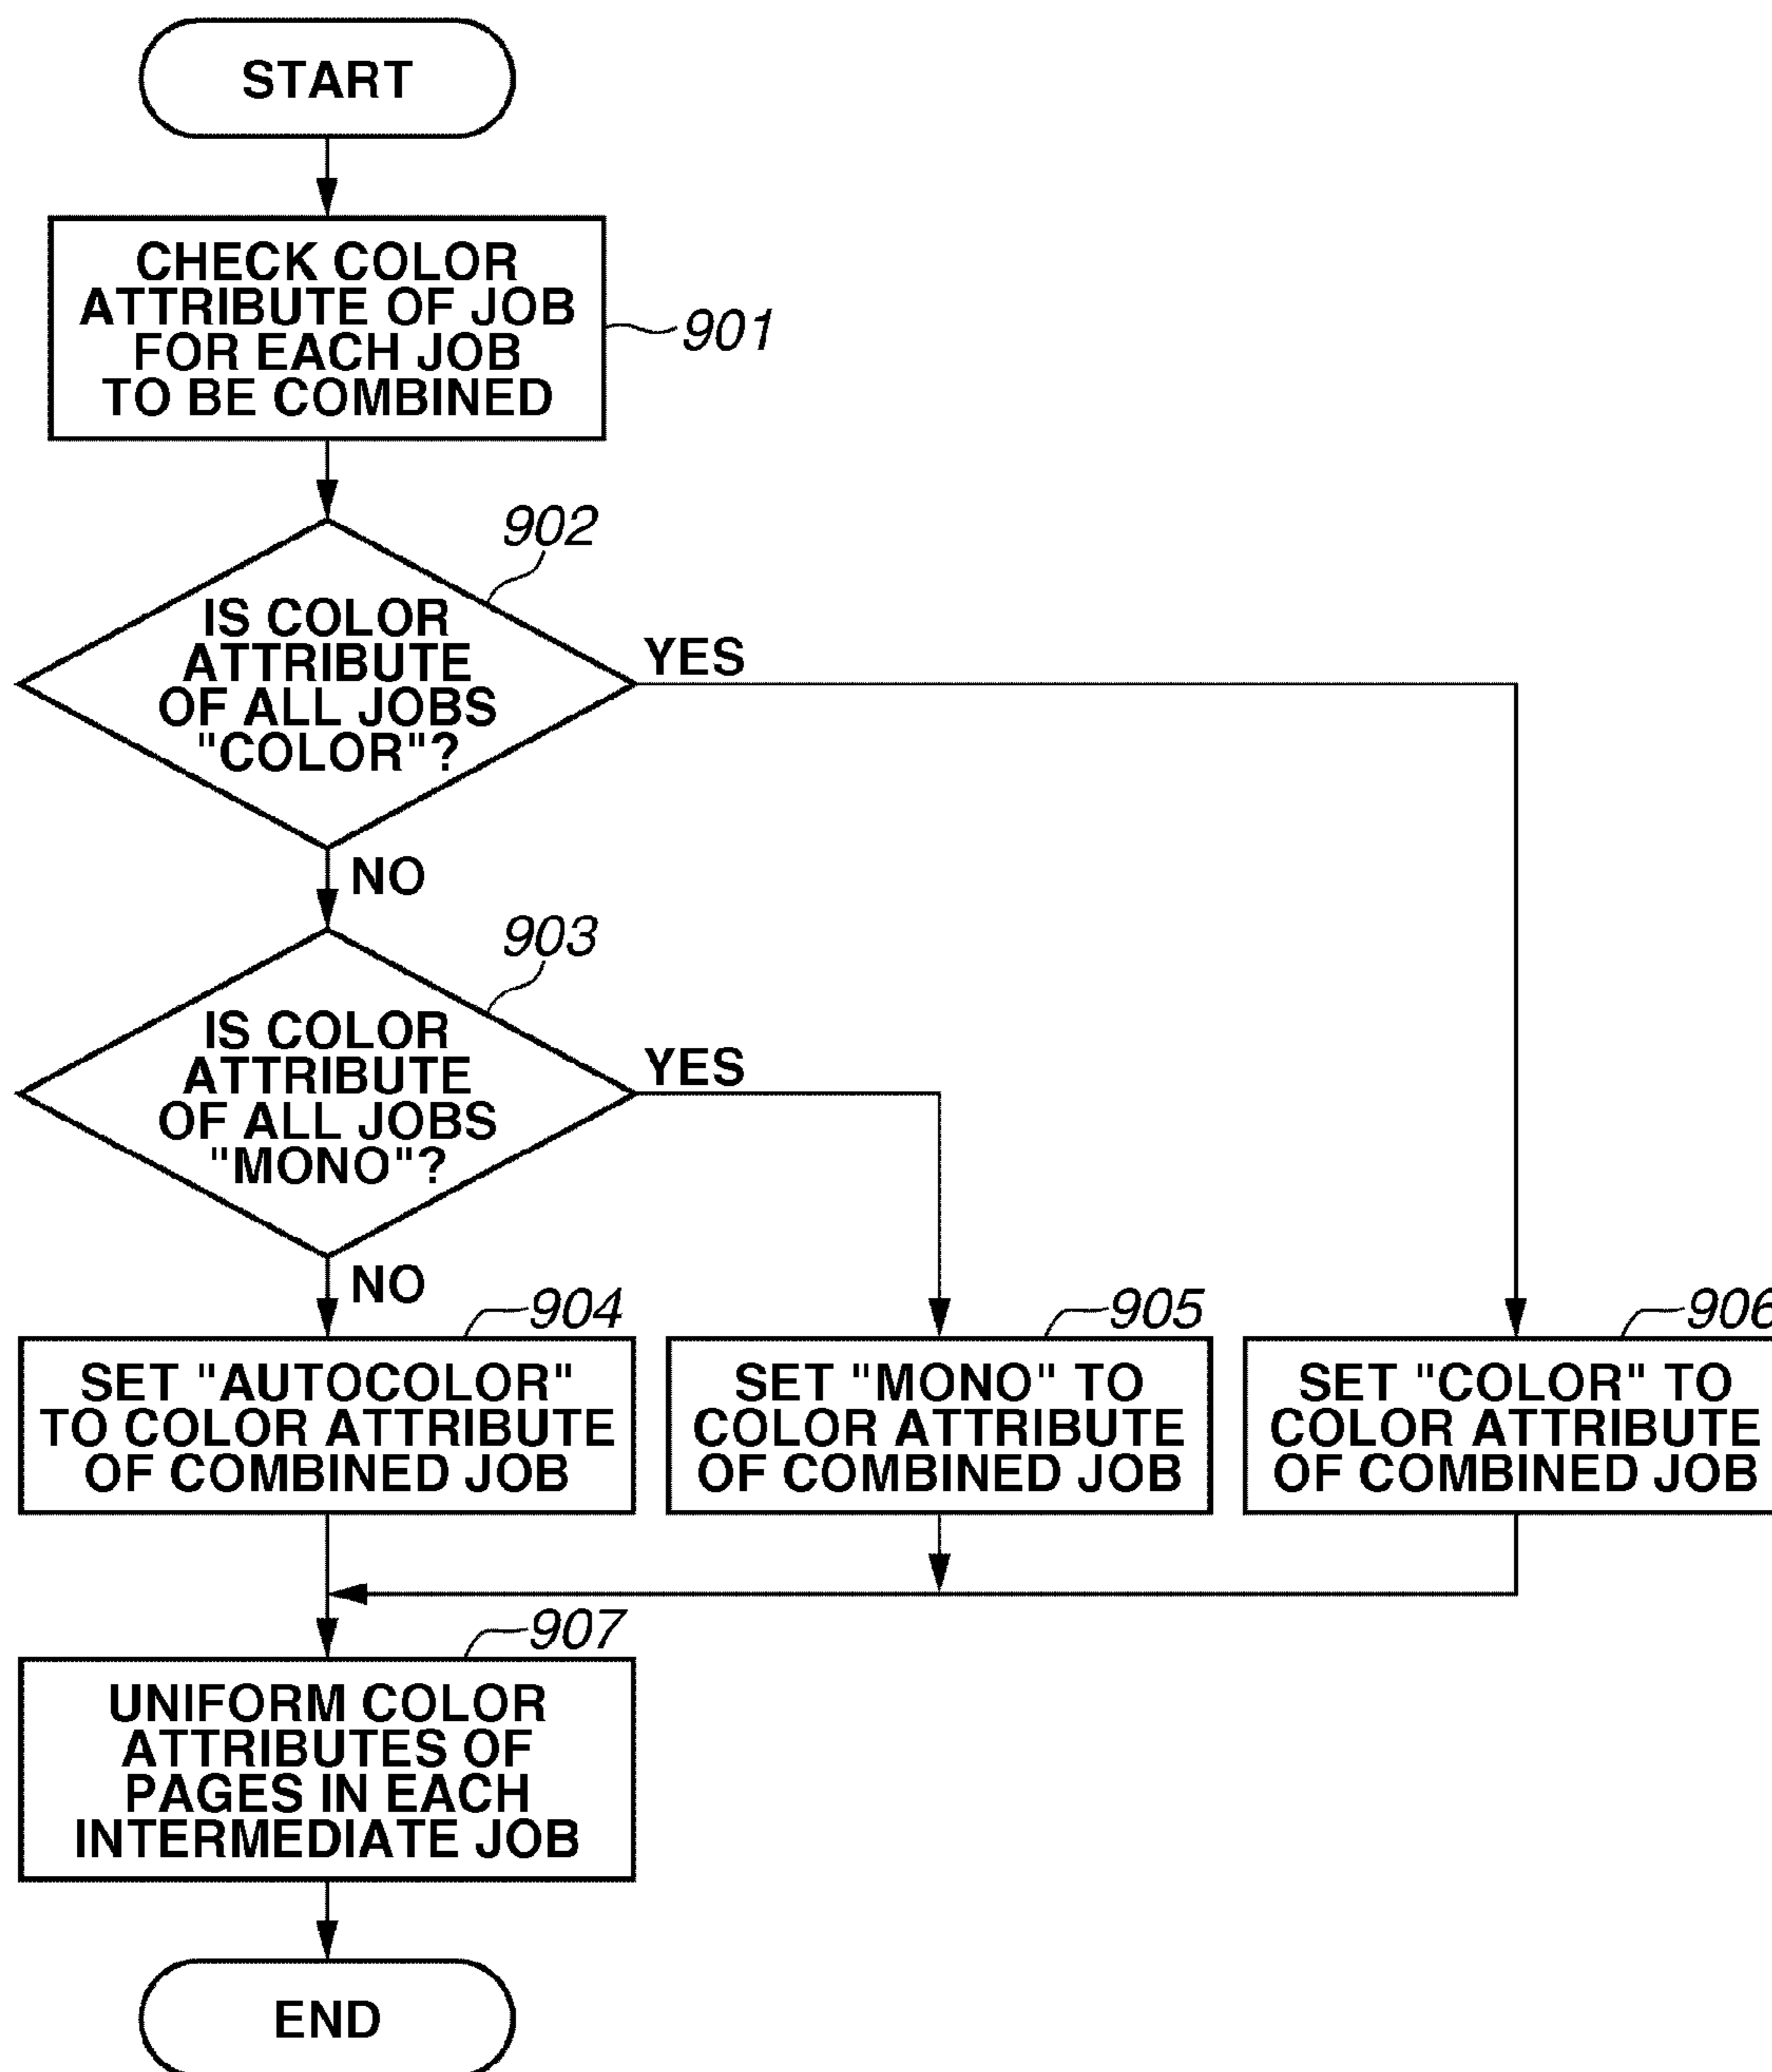 START
CHECK COLOR
ATTRIBUTE OF JOB
FOR EACH JOB
TO BE COMBINED
901
902
IS COLOR
ATTRIBUTE
OF ALL JOBS
"COLOR"?
YES
NO
903
IS COLOR
ATTRIBUTE
OF ALL JOBS
"MONO"?
YES
NO
904
SET "AUTOCOLOR"
TO COLOR ATTRIBUTE
OF COMBINED JOB
905
SET "MONO" TO
COLOR ATTRIBUTE
OF COMBINED JOB
906
SET "COLOR" TO
COLOR ATTRIBUTE
OF COMBINED JOB
907
UNIFORM COLOR
ATTRIBUTES OF
PAGES IN EACH
INTERMEDIATE JOB
END